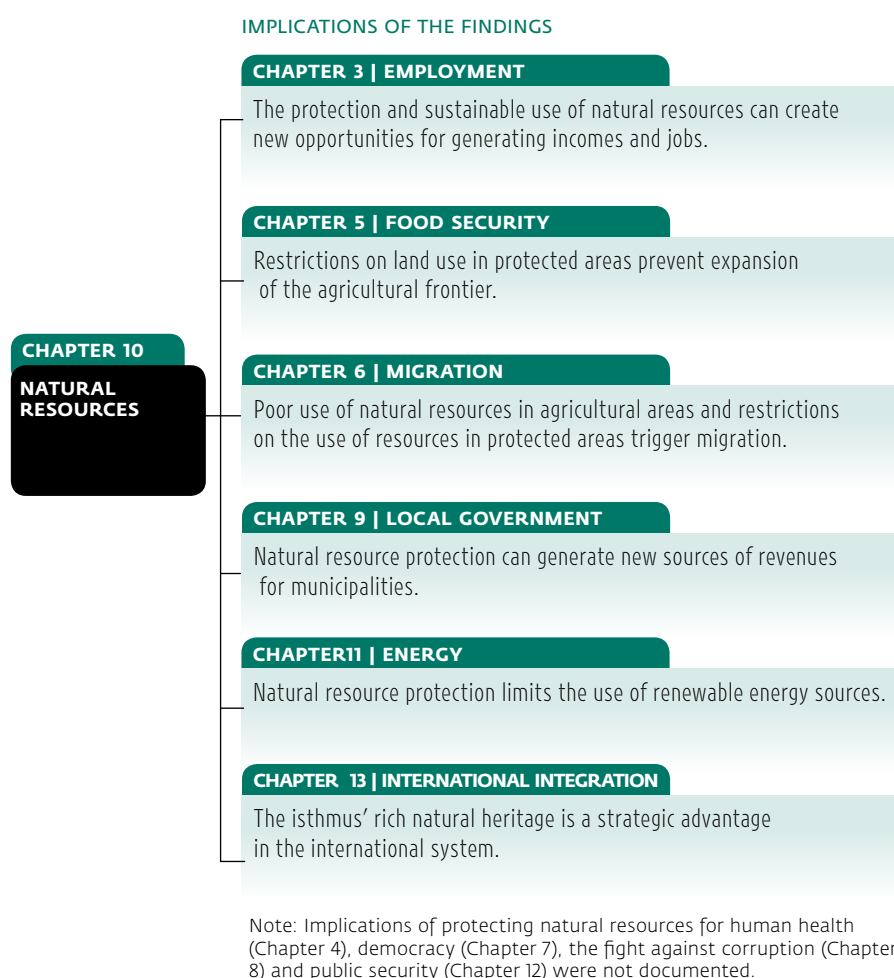 IMPLICATIONS OF THE FINDINGS
CHAPTER 3 | EMPLOYMENT
The protection and sustainable use of natural resources can create
new opportunities for generating incomes and jobs.
CHAPTER 5 | FOOD SECURITY
Restrictions on land use in protected areas prevent expansion
of the agricultural frontier.
CHAPTER 10
NATURAL
RESOURCES
CHAPTER 6 | MIGRATION
Poor use of natural resources in agricultural areas and restrictions
on the use of resources in protected areas trigger migration.
CHAPTER 9 | LOCAL GOVERNMENT
Natural resource protection can generate new sources of revenues
for municipalities.
CHAPTER11 | ENERGY
Natural resource protection limits the use of renewable energy sources.
CHAPTER 13 | INTERNATIONAL INTEGRATION
The isthmus’ rich natural heritage is a strategic advantage
in the international system.
Note: Implications of protecting natural resources for human health
(Chapter 4), democracy (Chapter 7), the fight against corruption (Chapter
8) and public security (Chapter 12) were not documented.